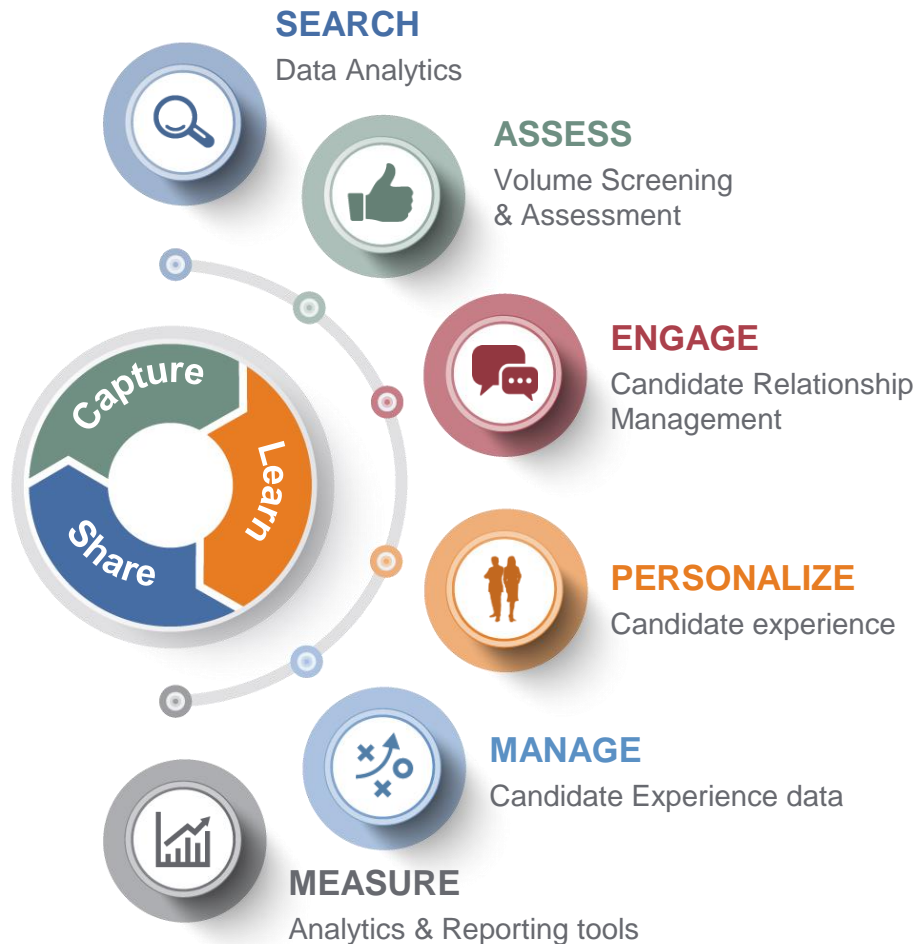 SEARCH
Data Analytics
ASSESS
Volume Screening
& Assessment
ENGAGE
Candidate Relationship
Management
Capture
Learn
Share
PERSONALIZE
Candidate experience
MANAGE
Candidate Experience data
MEASURE
Analytics & Reporting tools